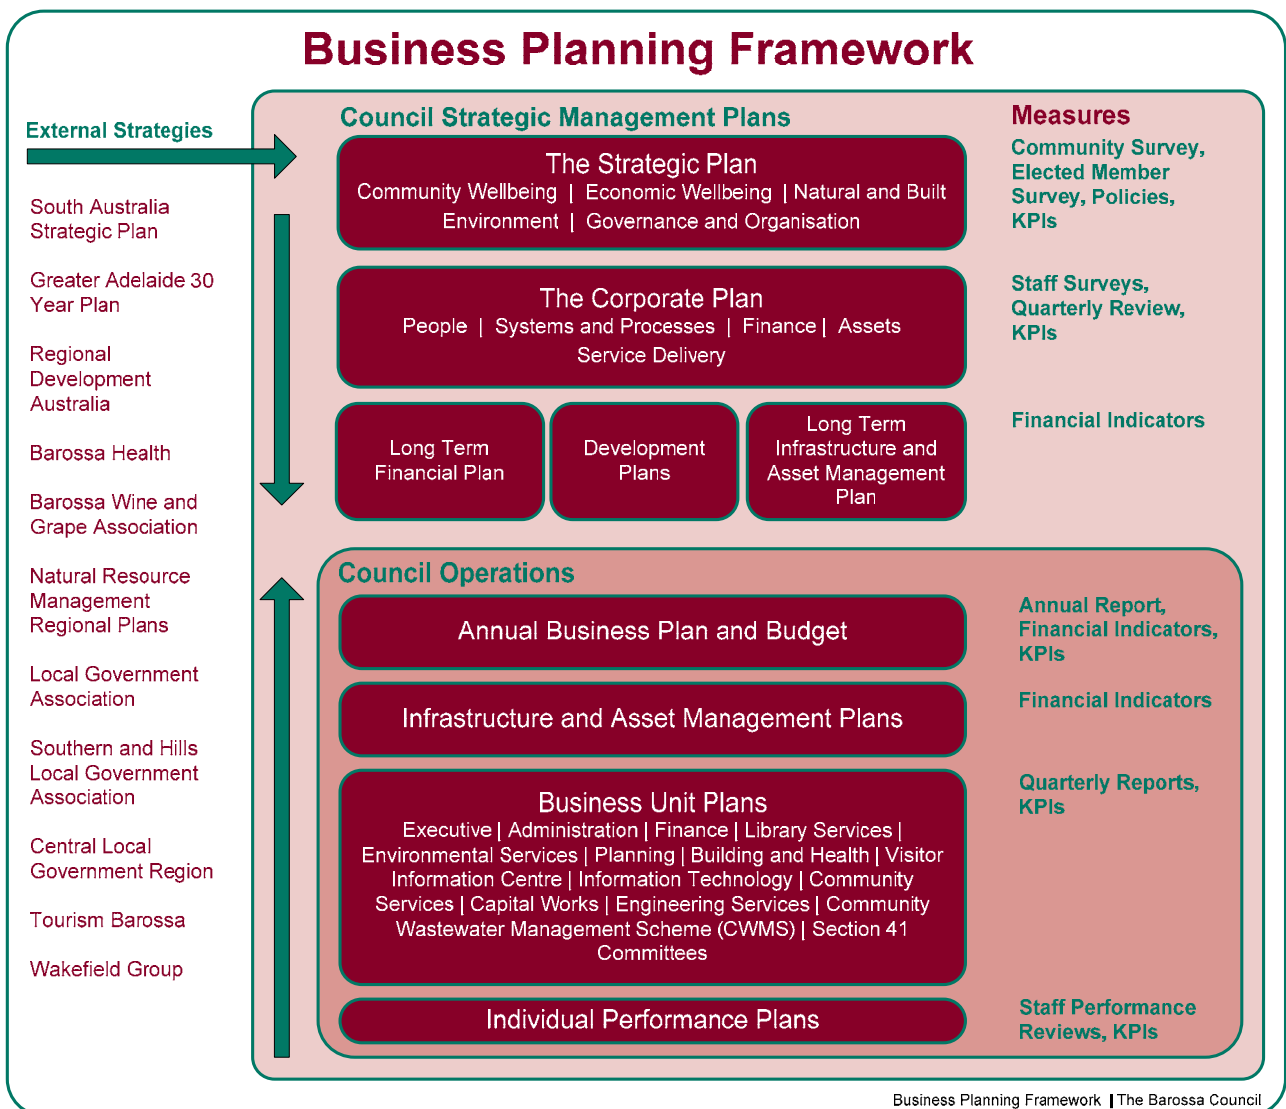 Business Planning Framework
External Strategies
South Australia
Strategic Plan
Greater Adelaide 30
Year Plan
Regional
Development
Australia
Barossa Health
Barossa Wine and
Grape Association
Natural Resource
Management
Regional Plans
Local Government
Association
Southern and Hills
Local Government
Association
Central Local
Government Region
Tourism Barossa
Wakefield Group
Council Strategic Management Plans
Measures
The Strategic Plan
Community Wellbeing | Economic Wellbeing | Natural and Built
Environment | Governance and Organisation
Community Survey,
Elected Member
Survey, Policies,
KPIs
The Corporate Plan
People | Systems and Processes | Finance | Assets
Service Delivery
Staff Surveys,
Quarterly Review,
KPIs
Long Term
Financial Plan
Development
Plans
Long Term
Infrastructure and
Asset Management
Plan
Financial Indicators
Council Operations
Annual Business Plan and Budget
Annual Report,
Financial Indicators,
KPIs
Infrastructure and Asset Management Plans
Financial Indicators
Business Unit Plans
Executive | Administration | Finance | Library Services |
Environmental Services | Planning | Building and Health | Visitor
Information Centre | Information Technology | Community
Services | Capital Works | Engineering Services | Community
Wastewater Management Scheme (CWMS) | Section 41
Committees
Quarterly Reports,
KPIs
Individual Performance Plans
Staff Performance
Reviews, KPIs
Business Planning Framework | The Barossa Council